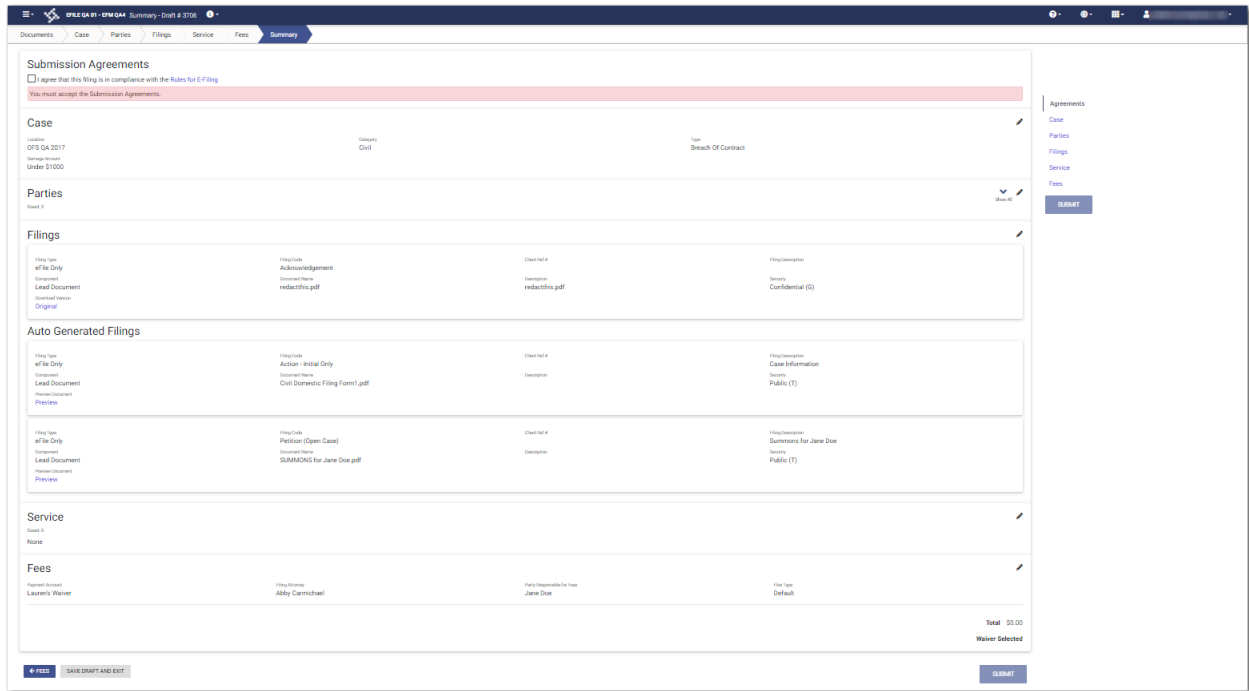 EFILE QA 01 - EFM QA4 Summary - Draft # 3706
Documents Case Parties Filings Service Fees Summary
Submission Agreements
I agree that this filing is in compliance with the Rules for E-Filing
You must accept the Submission Agreements.
Agreements
Case
Parties
Filings
Service
Fees
SUBMIT
Case
Location Category Type
OFS QA 2017 Civil Breach Of Contract
Damage Amount
Under $1000
Parties
Show All
Filings
Filing Type Filing Code Client Ref # Filing Description
eFile Only Acknowledgement
Component Document Name Description Security
Lead Document redactthis.pdf redactthis.pdf Confidential (G)
Download Version
Original
Auto Generated Filings
Filing Type Filing Code Client Ref # Filing Description
eFile Only Action - Initial Only Case Information
Component Document Name Description Security
Lead Document Civil Domestic Filing Form1.pdf Public (T)
Preview Document
Preview
Filing Type Filing Code Client Ref # Filing Description
eFile Only Petition (Open Case) Summons for Jane Doe
Component Document Name Description Security
Lead Document SUMMONS for Jane Doe.pdf Public (T)
Preview Document
Preview
Service
Count 0
None
Fees
Payment Account Filing Attorney Party Responsible for Fees Filer Type
Lauren's Waiver Abby Carmichael Jane Doe Default
Total $0.00
Waiver Selected
FEES SAVE DRAFT AND EXIT SUBMIT